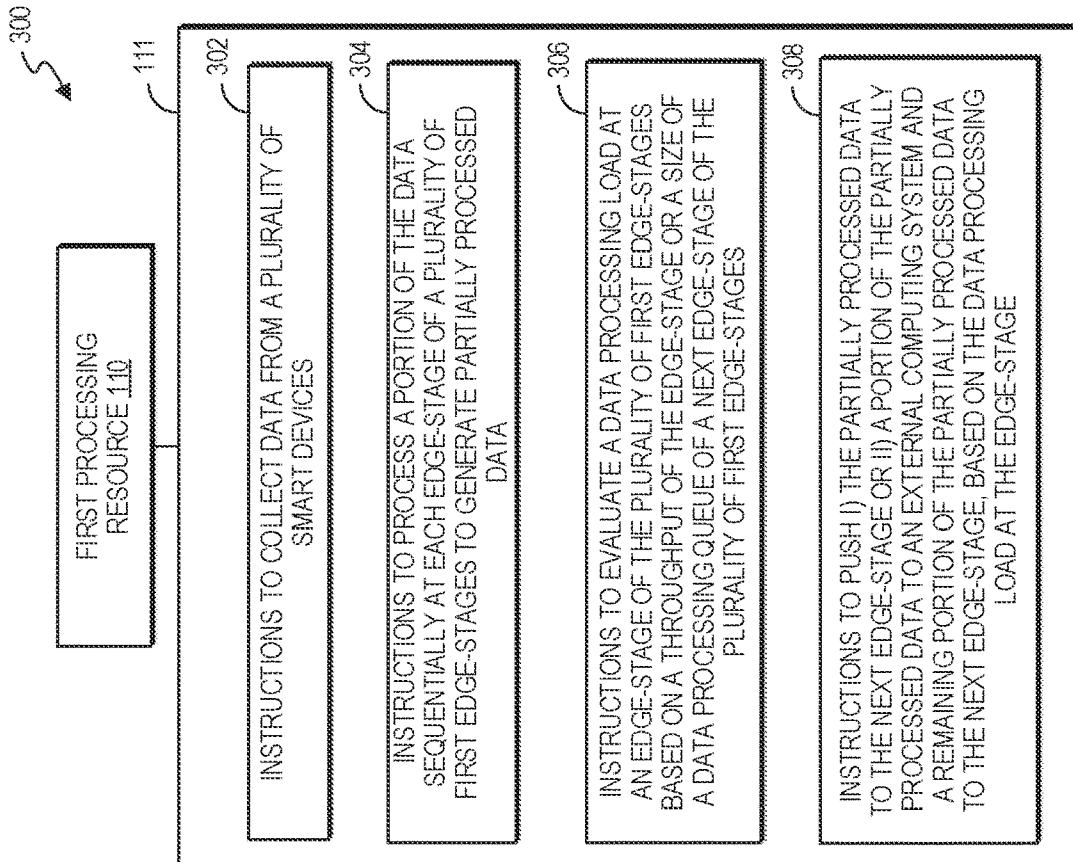 300
FIRST PROCESSING
RESOURCE 110
111
302
INSTRUCTIONS TO COLLECT DATA FROM A PLURALITY OF
SMART DEVICES
304
INSTRUCTIONS TO PROCESS A PORTION OF THE DATA
SEQUENTIALLY AT EACH EDGE-STAGE OF A PLURALITY OF
FIRST EDGE-STAGES TO GENERATE PARTIALLY PROCESSED
DATA
306
INSTRUCTIONS TO EVALUATE A DATA PROCESSING LOAD AT
AN EDGE-STAGE OF THE PLURALITY OF FIRST EDGE-STAGES
BASED ON A THROUGHPUT OF THE EDGE-STAGE OR A SIZE OF
A DATA PROCESSING QUEUE OF A NEXT EDGE-STAGE OF THE
PLURALITY OF FIRST EDGE-STAGES
308
INSTRUCTIONS TO PUSH I) THE PARTIALLY PROCESSED DATA
TO THE NEXT EDGE-STAGE OR II) A PORTION OF THE PARTIALLY
PROCESSED DATA TO AN EXTERNAL COMPUTING SYSTEM AND
A REMAINING PORTION OF THE PARTIALLY PROCESSED DATA
TO THE NEXT EDGE-STAGE, BASED ON THE DATA PROCESSING
LOAD AT THE EDGE-STAGE